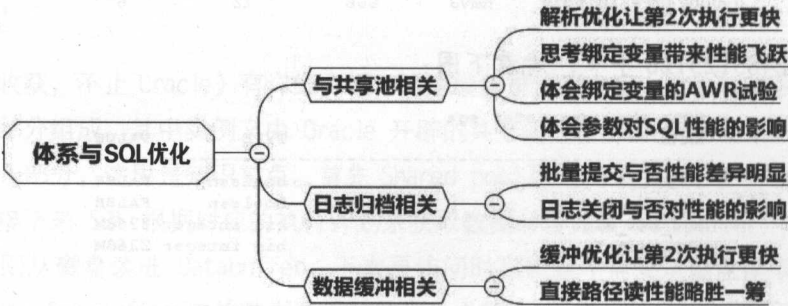 体系与SQL优化
与共享池相关
解析优化让第2次执行更快
思考绑定变量带来性能飞跃
体会绑定变量的AWR试验
体会参数对SQL性能的影响
日志归档相关
批量提交与否性能差异明显
日志关闭与否对性能的影响
数据缓冲相关
缓冲优化让第2次执行更快
直接路径读性能略胜一筹